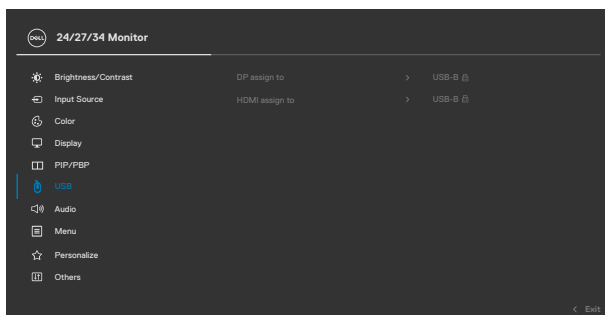 DELL 24/27/34 Monitor
Brightness/Contrast DP assign to > USB-B
Input Source HDMI assign to > USB-B
Color
Display
PIP/PBP
USB
Audio
Menu
Personalize
Others
< Exit